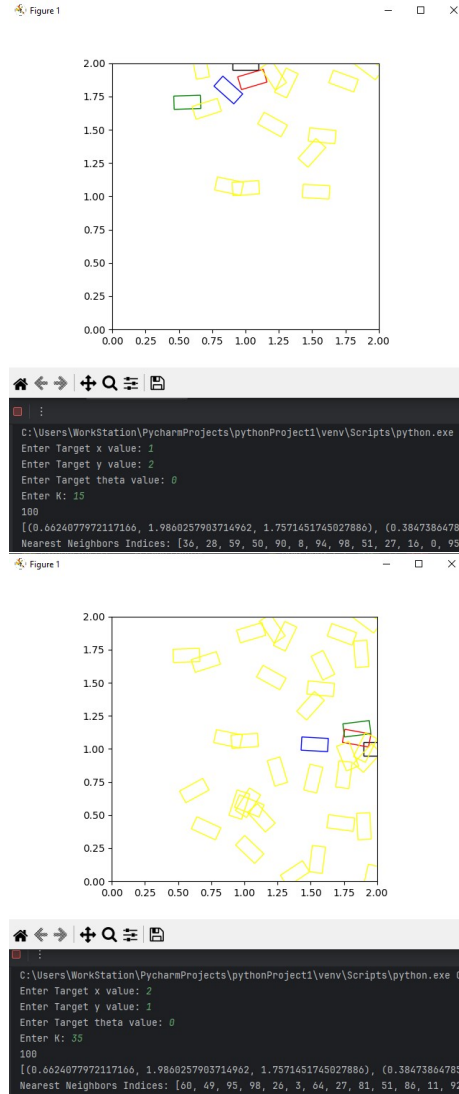 Figure 1
2.00
1.75
1.50
1.25
1.00
0.75
0.50
0.25
0.00
0.00 0.25 0.50 0.75 1.00 1.25 1.50 1.75 2.00
C:\Users\WorkStation\PycharmProjects\pythonProject1\venv\Scripts\python.exe
Enter Target x value: 1
Enter Target y value: 2
Enter Target theta value: 0
Enter K: 15
100
[(0.6624077972117166, 1.9860257903714962, 1.7571451745027886), (0.3847386478
Nearest Neighbors Indices: [36, 28, 59, 50, 90, 8, 94, 98, 51, 27, 16, 0, 95
Figure 1
2.00
1.75
1.50
1.25
1.00
0.75
0.50
0.25
0.00
0.00 0.25 0.50 0.75 1.00 1.25 1.50 1.75 2.00
C:\Users\WorkStation\PycharmProjects\pythonProject1\venv\Scripts\python.exe
Enter Target x value: 2
Enter Target y value: 1
Enter Target theta value: 0
Enter K: 35
100
[(0.6624077972117166, 1.9860257903714962, 1.7571451745027886), (0.3847386478
Nearest Neighbors Indices: [60, 49, 95, 98, 26, 3, 64, 27, 81, 51, 86, 11, 92